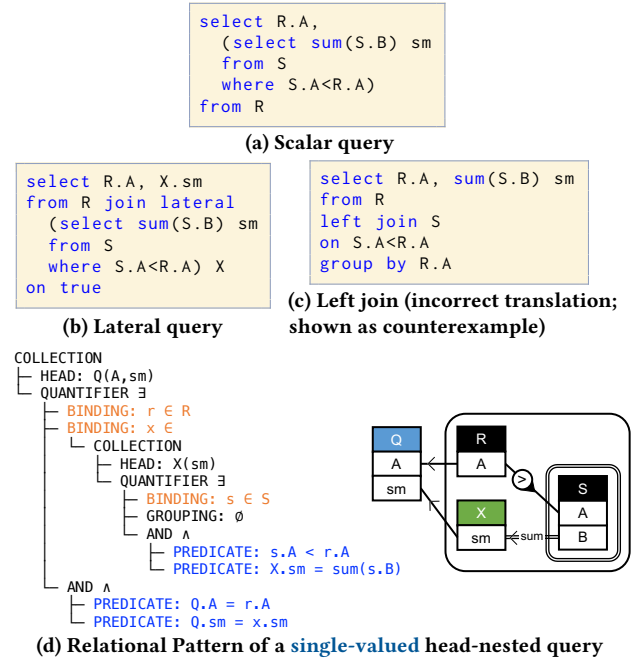 select R.A,
(select sum(S.B) sm
from S
where S.A<R.A)
from R
(a) Scalar query
select R.A, X.sm
from R join lateral
(select sum(S.B) sm
from S
where S.A<R.A) X
on true
(b) Lateral query
select R.A, sum(S.B) sm
from R
left join S
on S.A<R.A
group by R.A
(c) Left join (incorrect translation;
shown as counterexample)
COLLECTION
HEAD: Q(A,sm)
QUANTIFIER ∃
BINDING: r ∈ R
BINDING: x ∈
COLLECTION
HEAD: X(sm)
QUANTIFIER ∃
BINDING: s ∈ S
GROUPING: ∅
AND ∧
PREDICATE: s.A < r.A
PREDICATE: X.sm = sum(s.B)
AND ∧
PREDICATE: Q.A = r.A
PREDICATE: Q.sm = x.sm
Q
A
sm
R
A
>
X
sm
sum
S
A
B
(d) Relational Pattern of a single-valued head-nested query